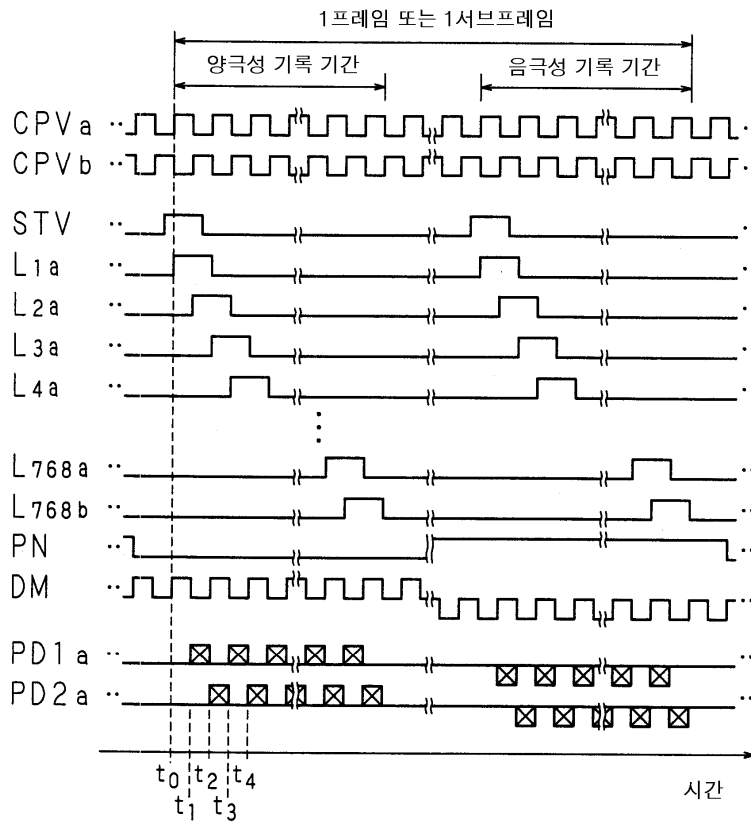 1프레임 또는 1서브프레임
양극성 기록 기간 음극성 기록 기간
CPVa
CPVb
STV
L1a
L2a
L3a
L4a
L768a
L768b
PN
DM
PD1a
PD2a
t0 t2 t4
t1 t3
시간